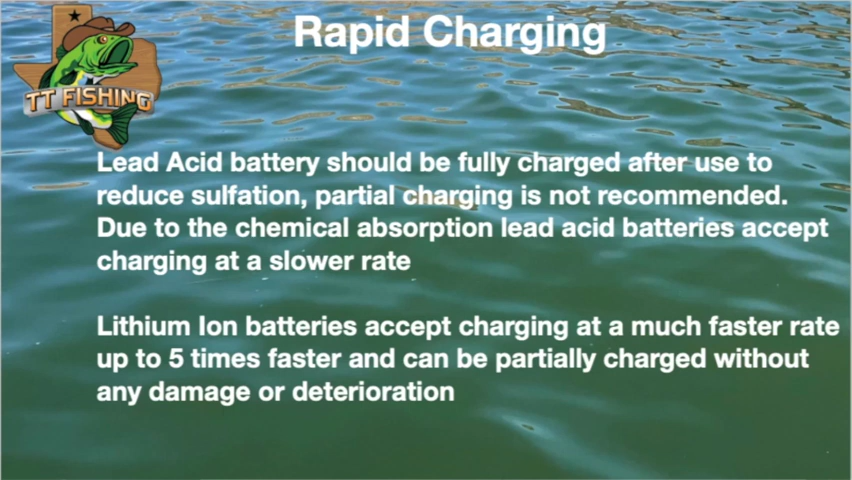 Rapid Charging
TT FISHING
Lead Acid battery should be fully charged after use to
reduce sulfation, partial charging is not recommended.
Due to the chemical absorption lead acid batteries accept
charging at a slower rate
Lithium Ion batteries accept charging at a much faster rate
up to 5 times faster and can be partially charged without
any damage or deterioration